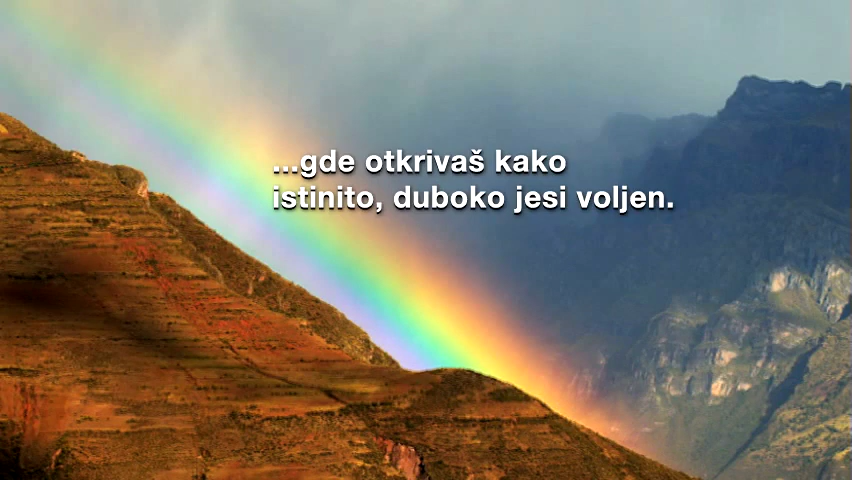 ...gde otkrivaš kako
istinito, duboko jesi voljen.